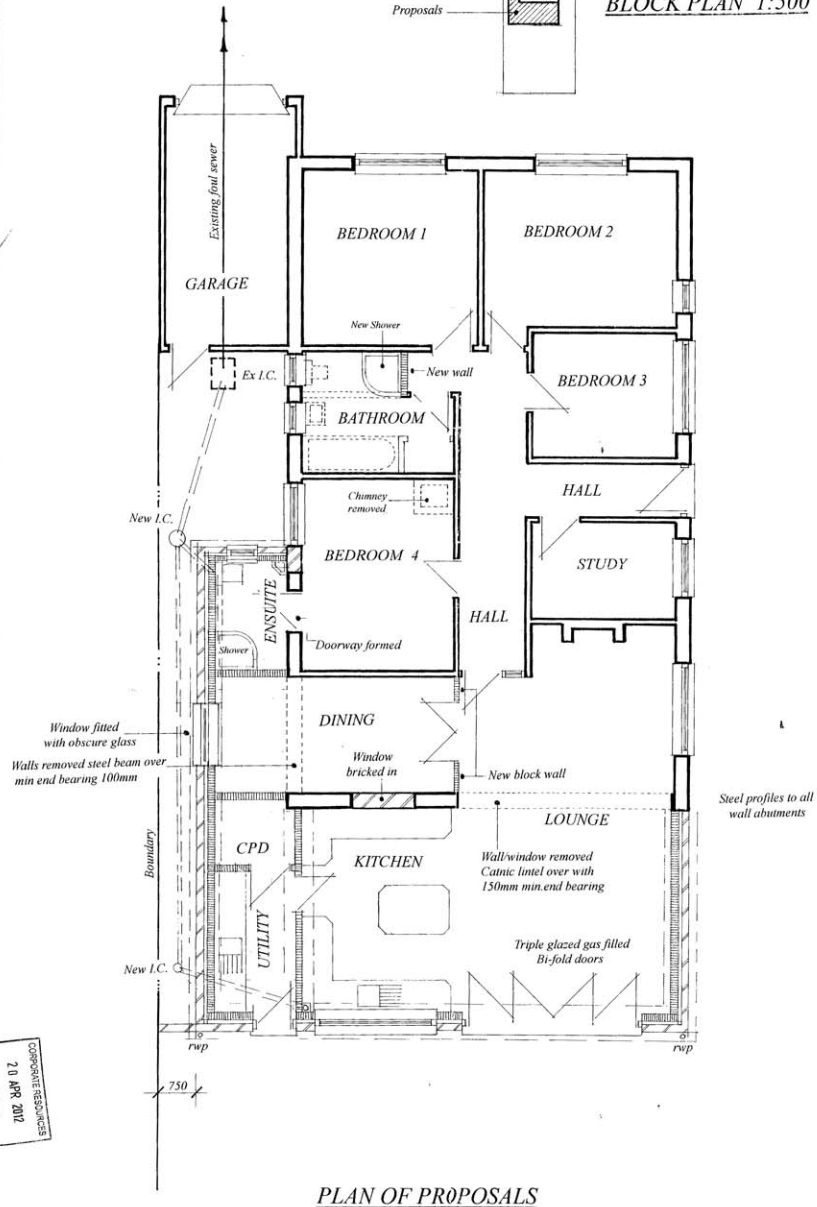 Proposals
BLOCK PLAN 1:500
Existing foul sewer
BEDROOM 1
BEDROOM 2
GARAGE
New Shower
Ex I.C.
New wall
BEDROOM 3
BATHROOM
HALL
Chimney
removed
New I.C.
BEDROOM 4
STUDY
ENSUITE
HALL
Shower
Doorway formed
DINING
Window fitted
with obscure glass
Walls removed steel beam over
min end bearing 100mm
Window
bricked in
New block wall
Steel profiles to all
wall abutments
LOUNGE
CPD
KITCHEN
Wall/window removed
Catnic lintel over with
150mm min.end bearing
Boundary
UTILITY
Triple glazed gas filled
Bi-fold doors
New I.C.
rwp
rwp
CORPORATE RESOURCES
20 APR 2012
750
PLAN OF PROPOSALS